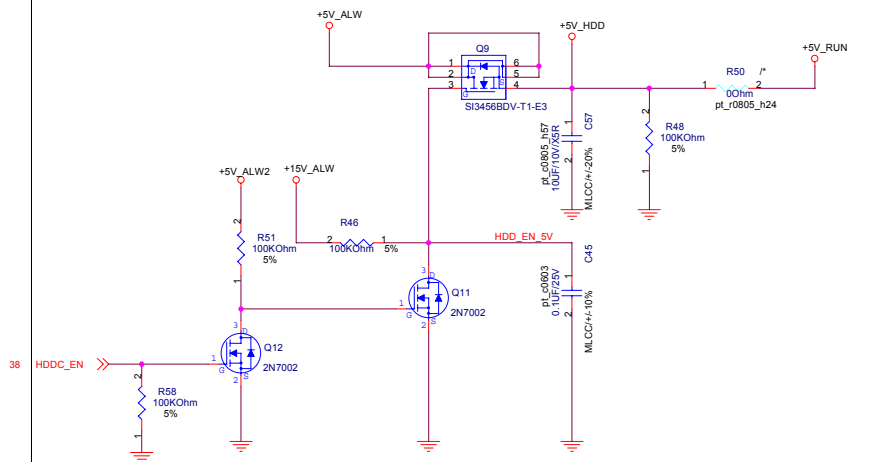 +5V_ALW
+5V_HDD
+5V_RUN
Q9
1
2
3
D
S
G
6
5
4
SI3456BDV-T1-E3
R50
/*
1
2
0Ohm
pt_r0805_h24
1
2
pt_c0805_h57
10UF/10V/X5R
C57
MLCC/+/-20%
2
R48
100KOhm
5%
1
+5V_ALW2
+15V_ALW
2
R51
100KOhm
5%
1
R46
2
1
100KOhm
5%
HDD_EN_5V
3
D
Q11
1
G
S
2
2N7002
1
2
pt_c0603
0.1UF/25V
C45
MLCC/+/-10%
3
D
Q12
1
G
S
2
2N7002
38
HDDC_EN
2
R58
100KOhm
5%
1